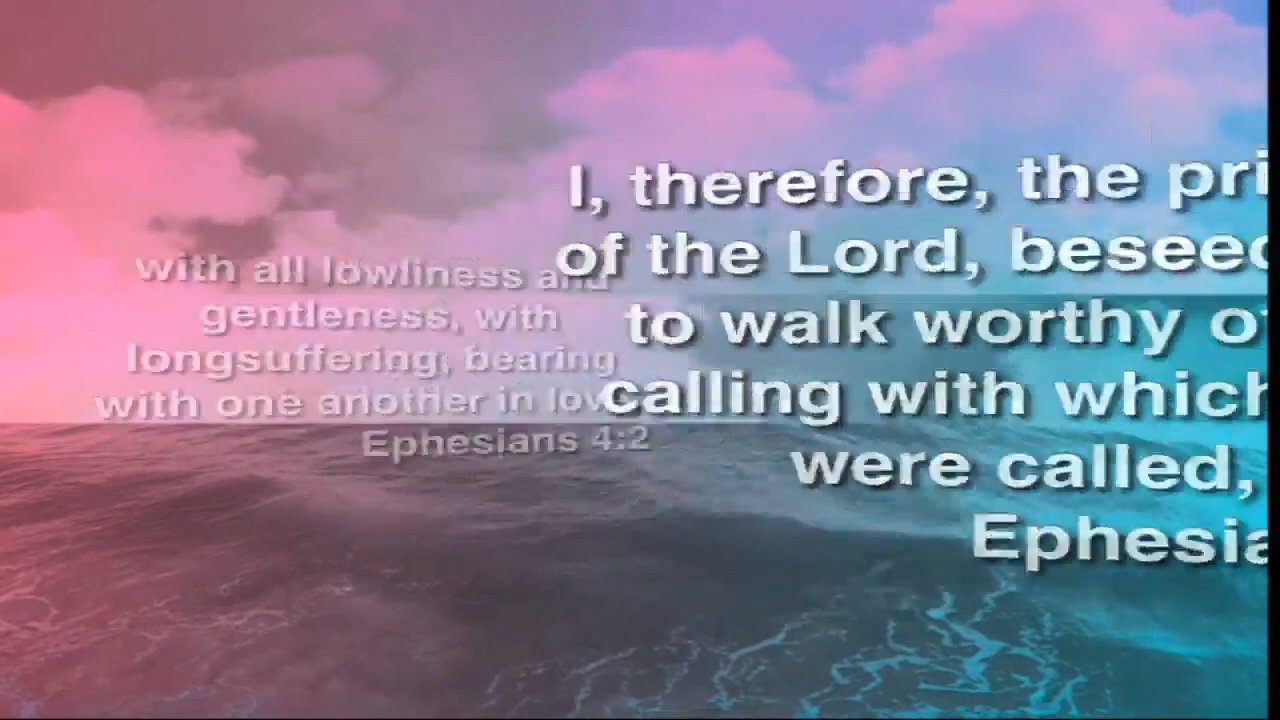 I, therefore, the pri
of the Lord, beseec
to walk worthy of
calling with which
were called,
Ephesia
with all lowliness and
gentleness, with
longsuffering, bearing
with one another in lov
Ephesians 4:2